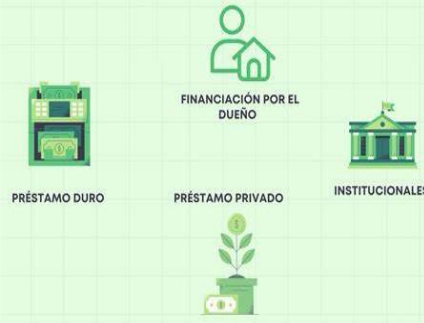 FINANCIACIÓN POR EL
DUEÑO
PRÉSTAMO DURO
PRÉSTAMO PRIVADO
INSTITUCIONALES